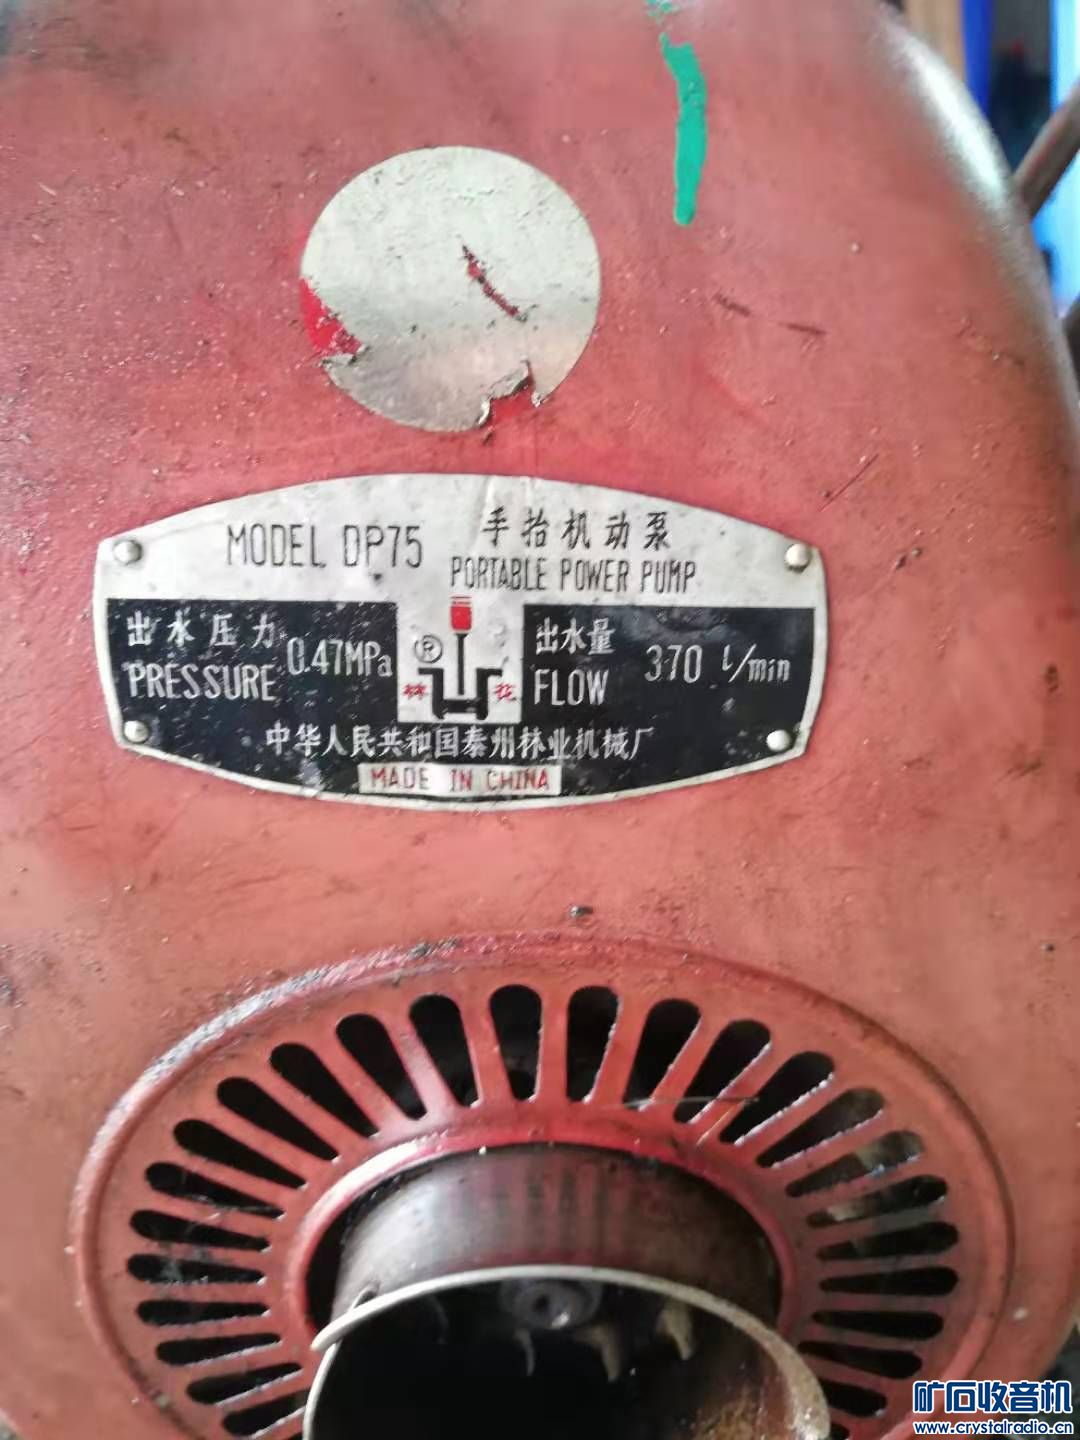 MODEL DP75
手抬机动泵
PORTABLE POWER PUMP
出水压力
PRESSURE
0.47MPa
®
林花
出水量
FLOW
370 l/min
中华人民共和国泰州林业机械厂
MADE IN CHINA
矿石收音机
www.crystalradio.cn